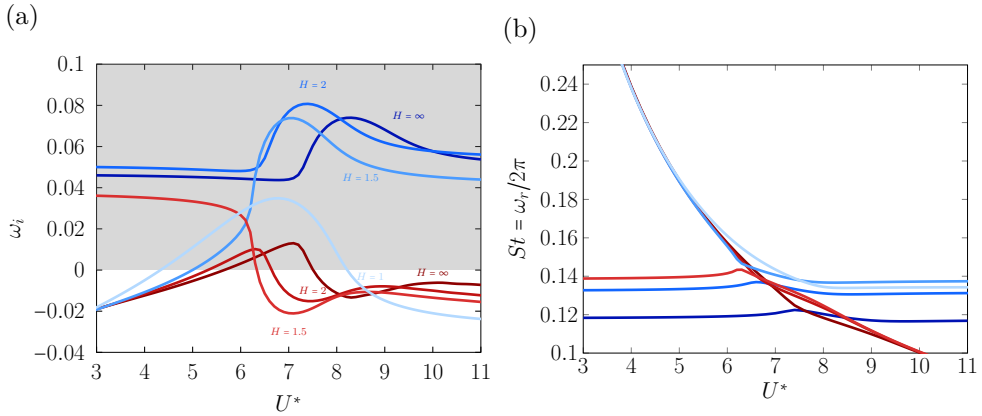 (a)
0.1
0.08
0.06
0.04
0.02
0
−0.02
−0.04
ω_i
3 4 5 6 7 8 9 10 11
U*
H = 2
H = ∞
H = 1.5
H = 1
H = ∞
H = 2
H = 1.5
(b)
0.24
0.22
0.2
0.18
0.16
0.14
0.12
0.1
St = ω_r/2π
3 4 5 6 7 8 9 10 11
U*